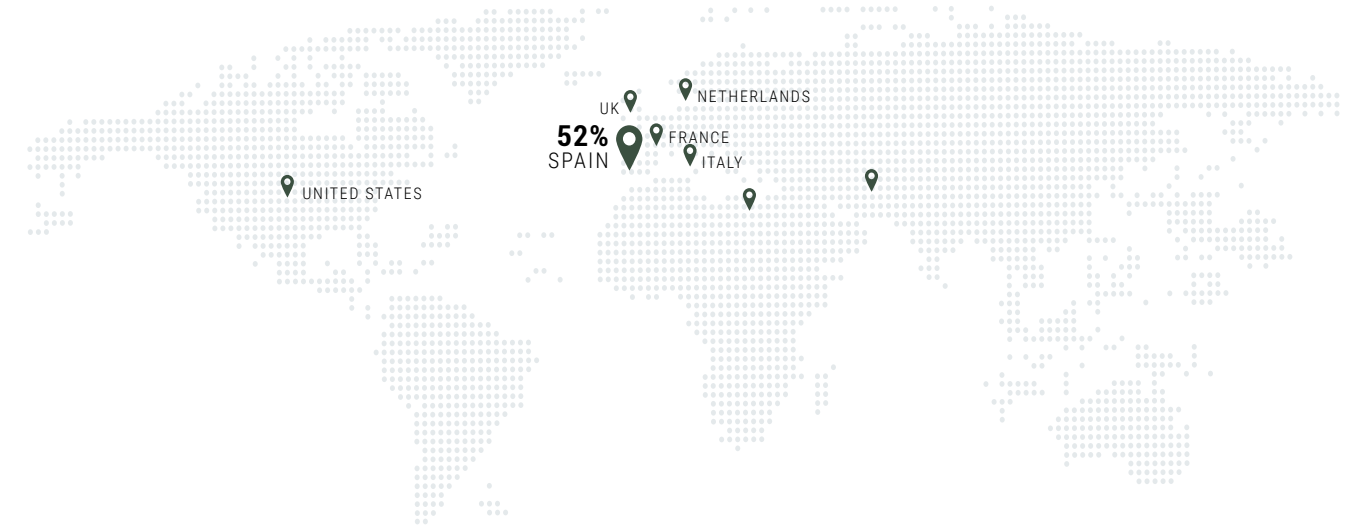 NETHERLANDS
UK
52%
SPAIN
FRANCE
ITALY
UNITED STATES